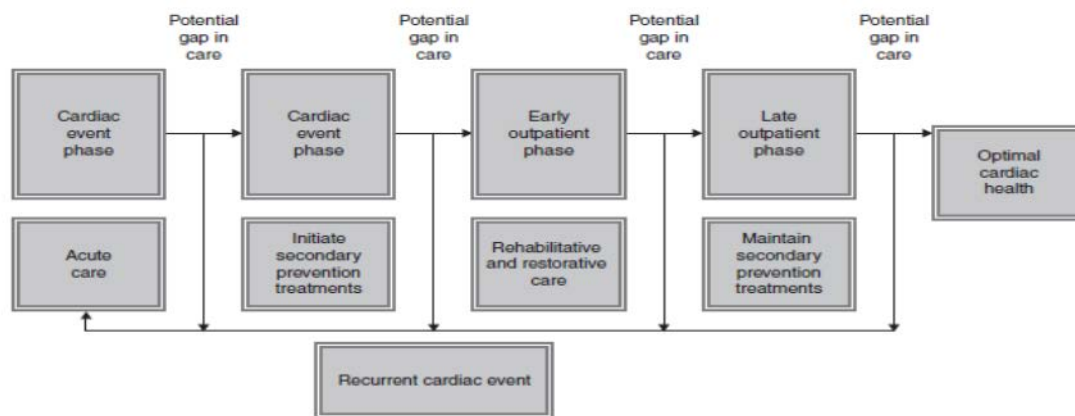 Potential
gap in
care
Potential
gap in
care
Potential
gap in
care
Potential
gap in
care
Cardiac
event
phase
Cardiac
event
phase
Early
outpatient
phase
Late
outpatient
phase
Optimal
cardiac
health
Acute
care
Initiate
secondary
prevention
treatments
Rehabilitative
and restorative
care
Maintain
secondary
prevention
treatments
Recurrent cardiac event